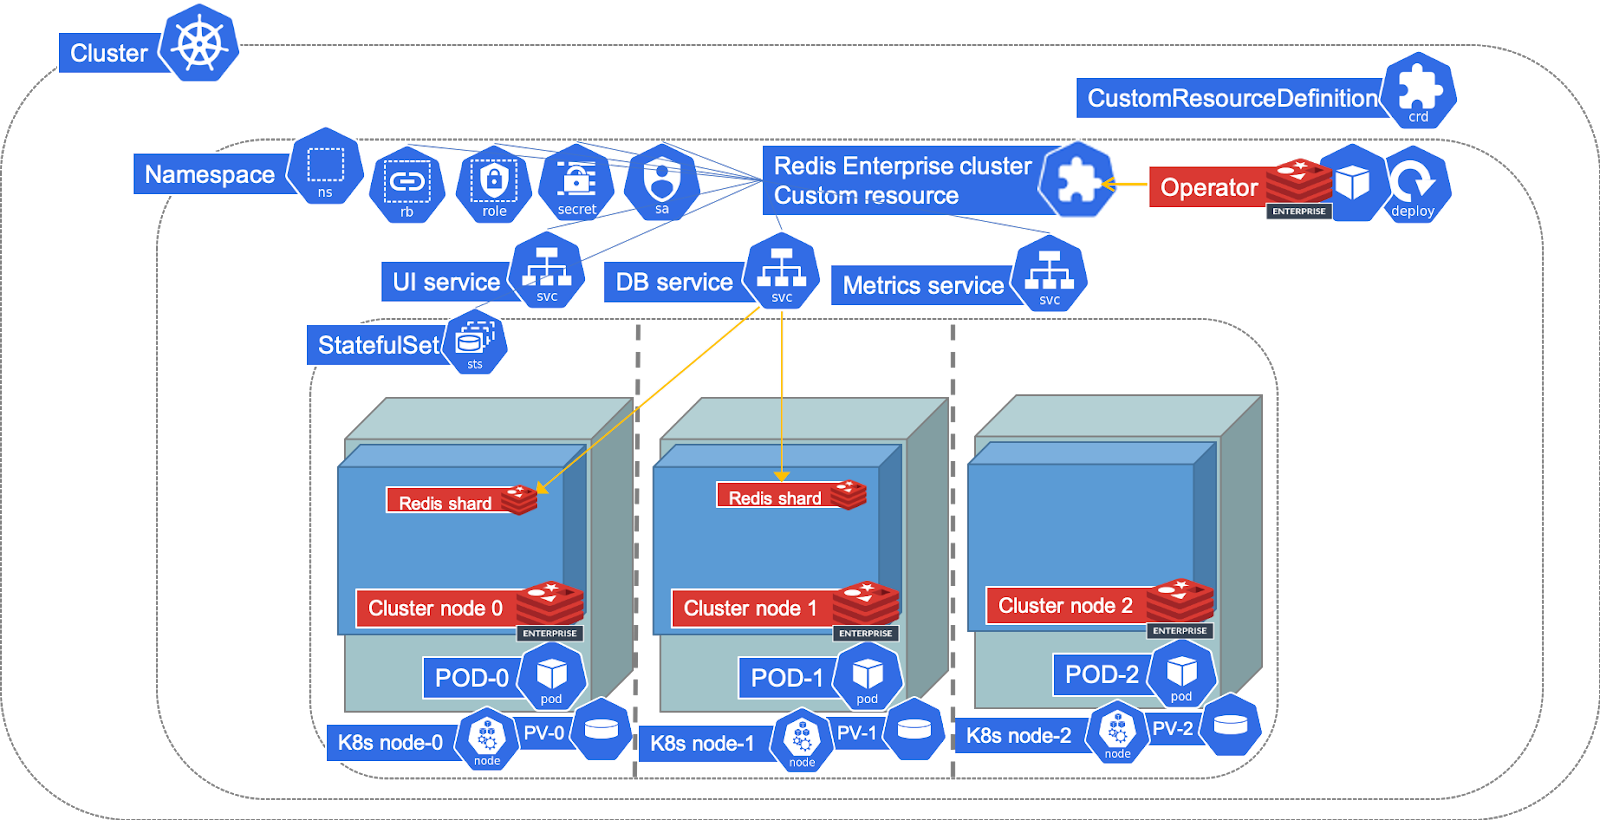 Cluster
CustomResourceDefinition
crd
Namespace
ns
rb
role
secret
sa
Redis Enterprise cluster
Custom resource
Operator
ENTERPRISE
deploy
UI service
svc
DB service
svc
Metrics service
svc
StatefulSet
sts
Redis shard
Redis shard
Cluster node 0
ENTERPRISE
Cluster node 1
ENTERPRISE
Cluster node 2
ENTERPRISE
POD-0
pod
POD-1
pod
POD-2
pod
K8s node-0
node
PV-0
K8s node-1
node
PV-1
K8s node-2
node
PV-2